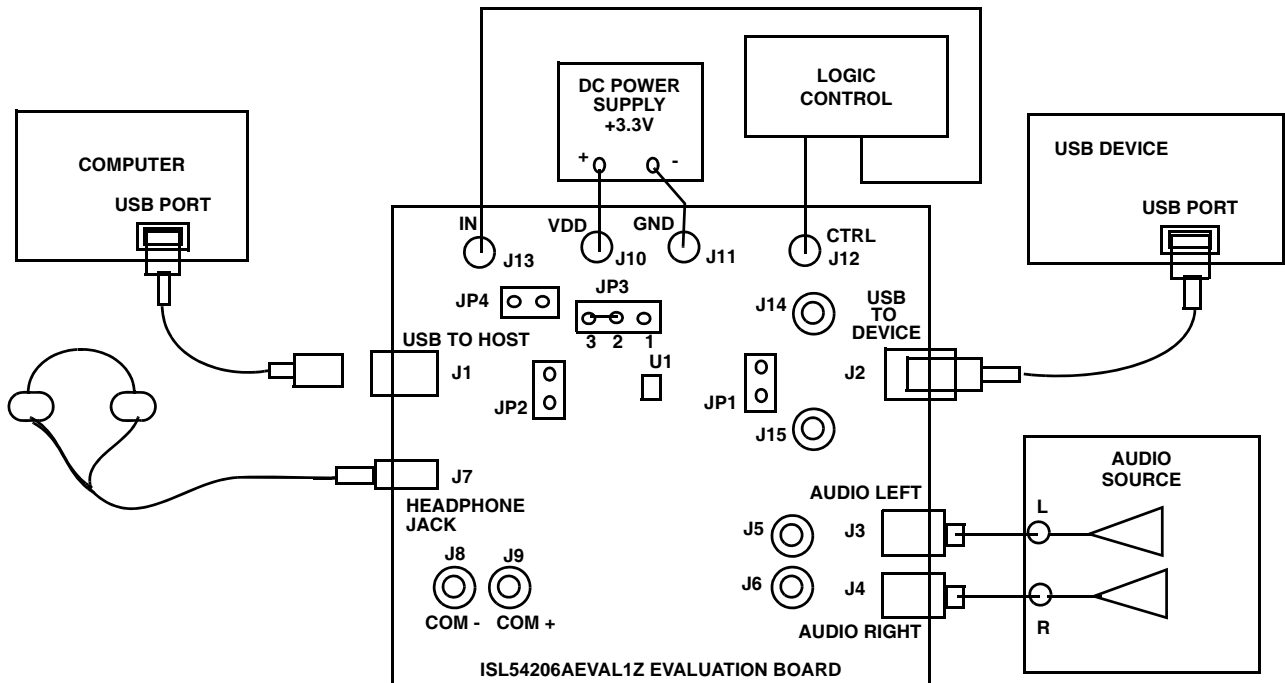 DC POWER
SUPPLY
+3.3V
+ -
LOGIC
CONTROL
COMPUTER
USB PORT
USB DEVICE
USB PORT
IN
VDD
GND
CTRL
J13
J10
J11
J12
JP4
JP3
3 2 1
J14
USB
TO
DEVICE
USB TO HOST
J1
U1
J2
JP2
JP1
J15
J7
HEADPHONE
JACK
AUDIO LEFT
J5
J3
J6
J4
AUDIO RIGHT
J8 J9
COM - COM +
AUDIO
SOURCE
L
R
ISL54206AEVAL1Z EVALUATION BOARD